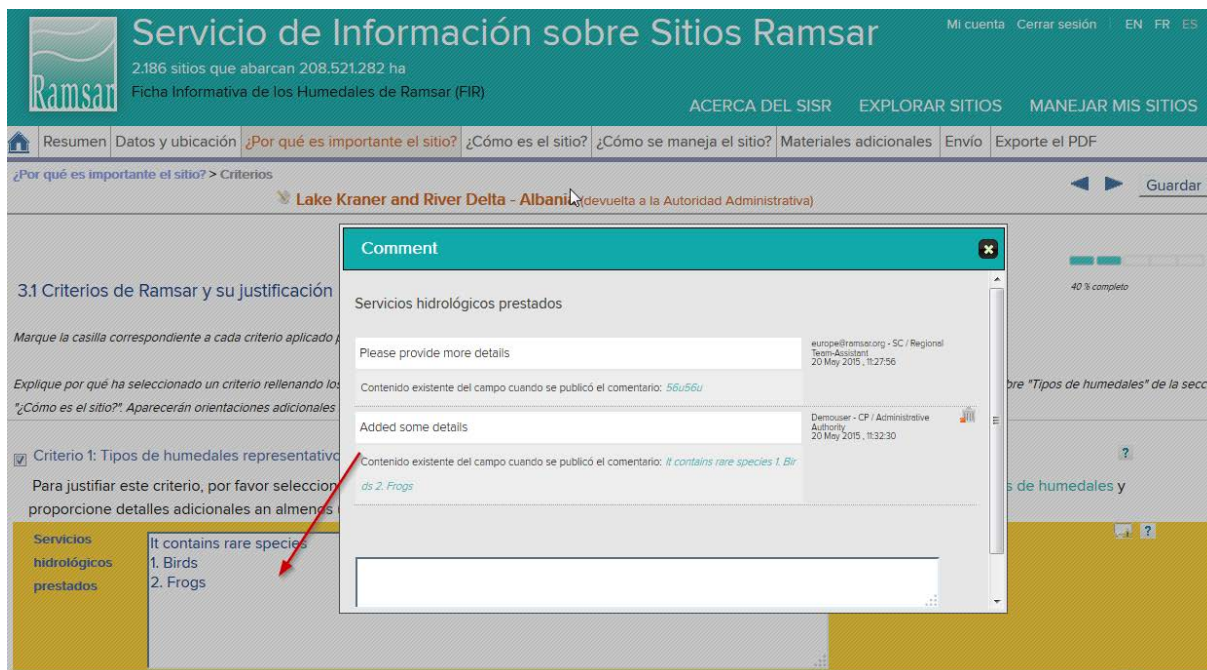 Ramsar
Servicio de Información sobre Sitios Ramsar
Mi cuenta Cerrar sesión EN FR ES
2.186 sitios que abarcan 208.521.282 ha
Ficha Informativa de los Humedales de Ramsar (FIR)
ACERCA DEL SISR EXPLORAR SITIOS MANEJAR MIS SITIOS
Resumen Datos y ubicación ¿Por qué es importante el sitio? ¿Cómo es el sitio? ¿Cómo se maneja el sitio? Materiales adicionales Envío Exporte el PDF
¿Por qué es importante el sitio? > Criterios
Guardar
Lake Kraner and River Delta - Albania (devuelta a la Autoridad Administrativa)
Comment
40 % completo
3.1 Criterios de Ramsar y su justificación
Servicios hidrológicos prestados
Marque la casilla correspondiente a cada criterio aplicado
Please provide more details
europe@ramsar.org - SC / Regional
Team-Assistant
20 May 2015 , 11:27:56
Contenido existente del campo cuando se publicó el comentario: 56u56u
Explique por qué ha seleccionado un criterio rellenando los
"Tipos de humedales" de la
"¿Cómo es el sitio?". Aparecerán orientaciones adicionales
Added some details
Demouser - CP / Administrative
Authority
20 May 2015 , 11:32:30
Contenido existente del campo cuando se publicó el comentario: It contains rare species 1. Bir
ds 2. Frogs
Criterio 1: Tipos de humedales
?
Para justificar este criterio, por favor
de humedales y
proporcione detalles adicionales an almenos
Servicios
hidrológicos
prestados
It contains rare species
1. Birds
2. Frogs
?